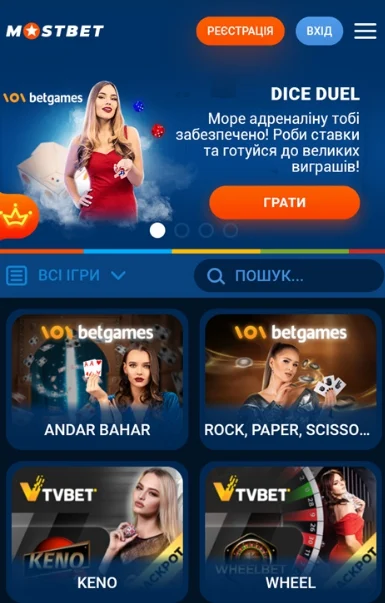 MOSTBET
РЕЄСТРАЦІЯ
ВХІД
betgames
DICE DUEL
Море адреналіну тобі
забезпечено! Роби ставки
та готуйся до великих
виграшів!
ГРАТИ
ВСІ ІГРИ
ПОШУК...
betgames
ANDAR BAHAR
betgames
ROCK, PAPER, SCISSO...
TVBET
KENO
JACKPOT
KENO
TVBET
WHEELBET
JACKPOT
WHEEL